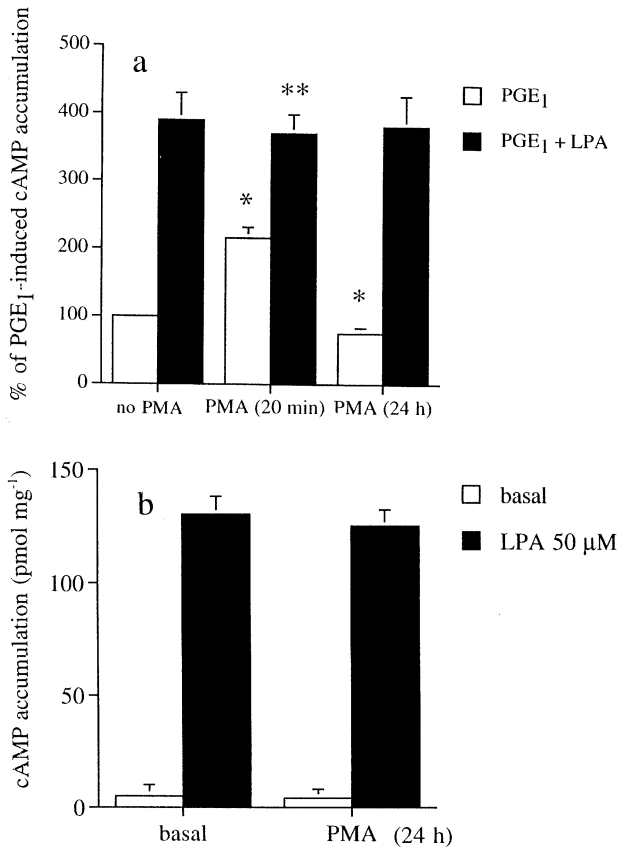 % of PGE1-induced cAMP accumulation
500
400
300
200
100
0
a
*
**
*
PGE1
PGE1 + LPA
no PMA
PMA (20 min)
PMA (24 h)
cAMP accumulation (pmol mg-1)
150
100
50
0
b
basal
LPA 50 µM
basal
PMA (24 h)